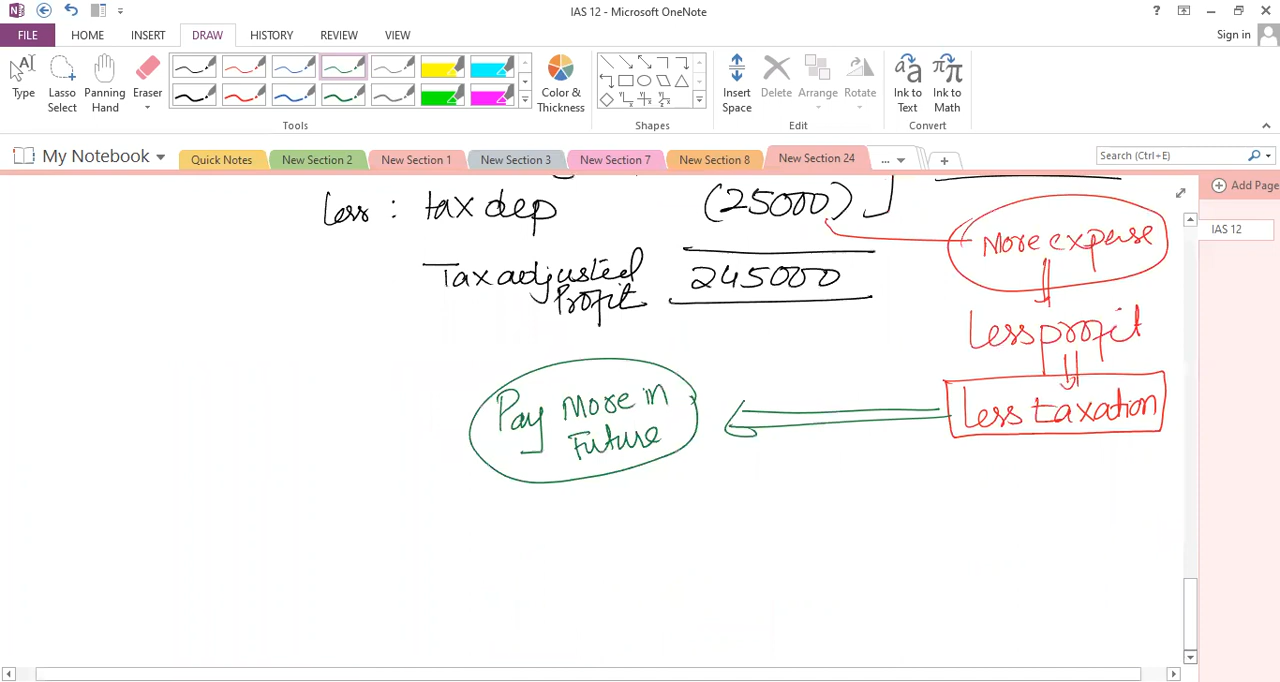 IAS 12 - Microsoft OneNote
?
FILE HOME INSERT DRAW HISTORY REVIEW VIEW
Sign in
Type Lasso Select Panning Hand Eraser Color & Thickness Insert Space Delete Arrange Rotate Ink to Text Ink to Math
Tools Shapes Edit Convert
My Notebook Quick Notes New Section 2 New Section 1 New Section 3 New Section 7 New Section 8 New Section 24 ... + Search (Ctrl+E)
Add Page
IAS 12
less : tax dep (25000)
Tax adjusted Profit 245000
More expense
less profit
less taxation
Pay More in
Future